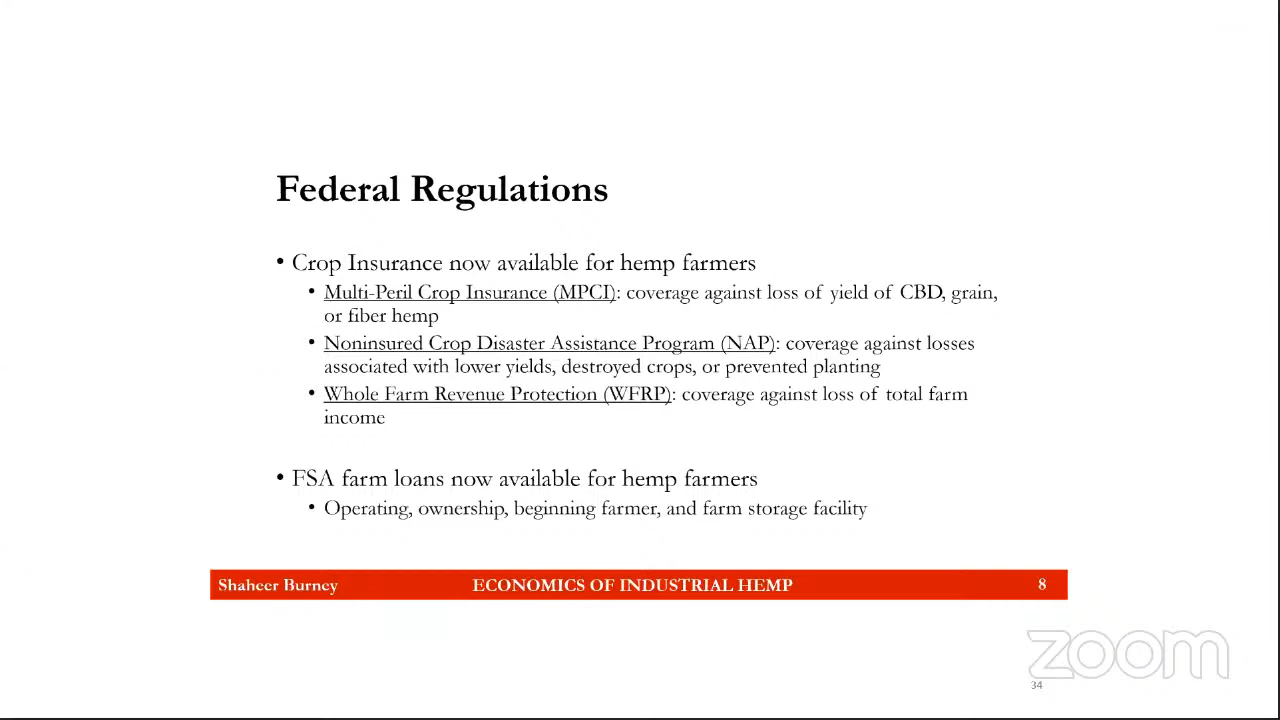 Federal Regulations
• Crop Insurance now available for hemp farmers
• Multi-Peril Crop Insurance (MPCI): coverage against loss of yield of CBD, grain,
or fiber hemp
• Noninsured Crop Disaster Assistance Program (NAP): coverage against losses
associated with lower yields, destroyed crops, or prevented planting
• Whole Farm Revenue Protection (WFRP): coverage against loss of total farm
income
• FSA farm loans now available for hemp farmers
• Operating, ownership, beginning farmer, and farm storage facility
Shaheer Burney ECONOMICS OF INDUSTRIAL HEMP 8
zoom
34